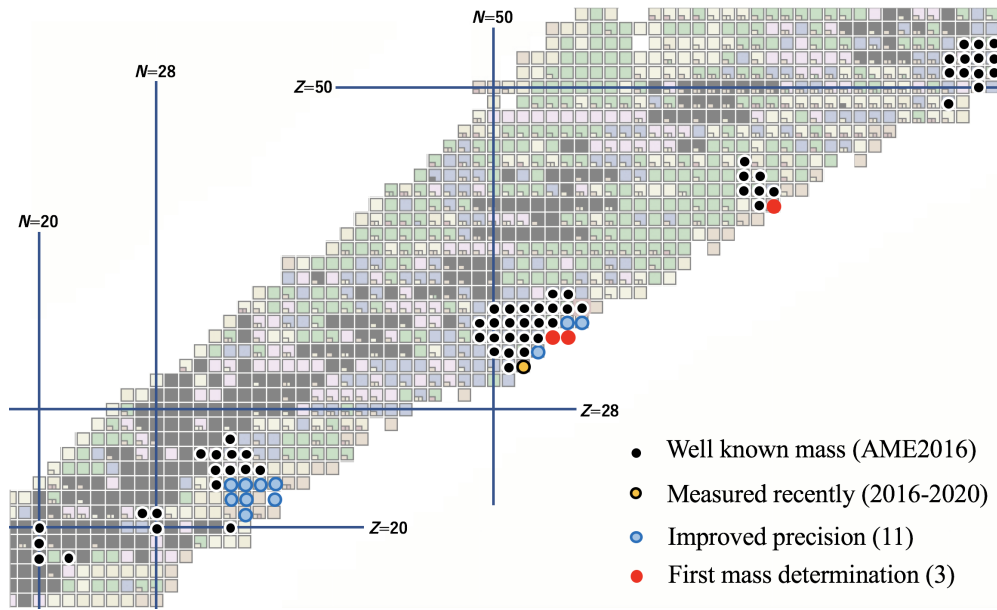 N=50
N=28
Z=50
N=20
Z=28
Well known mass (AME2016)
Measured recently (2016-2020)
Z=20
Improved precision (11)
First mass determination (3)